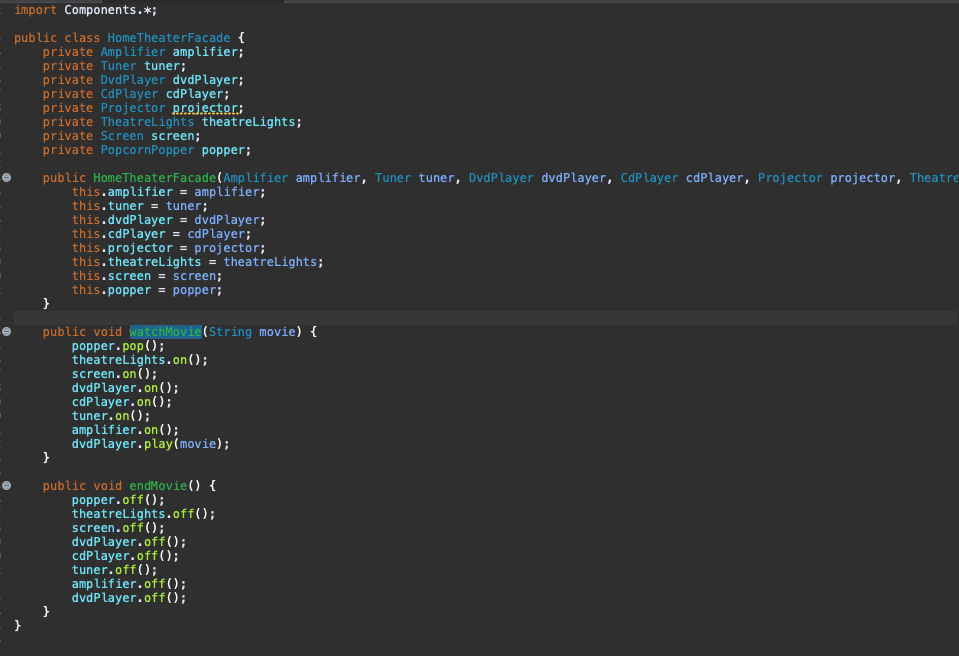 import Components.*;
public class HomeTheaterFacade {
    private Amplifier amplifier;
    private Tuner tuner;
    private DvdPlayer dvdPlayer;
    private CdPlayer cdPlayer;
    private Projector projector;
    private TheatreLights theatreLights;
    private Screen screen;
    private PopcornPopper popper;
    public HomeTheaterFacade(Amplifier amplifier, Tuner tuner, DvdPlayer dvdPlayer, CdPlayer cdPlayer, Projector projector, Theatre
        this.amplifier = amplifier;
        this.tuner = tuner;
        this.dvdPlayer = dvdPlayer;
        this.cdPlayer = cdPlayer;
        this.projector = projector;
        this.theatreLights = theatreLights;
        this.screen = screen;
        this.popper = popper;
    }
    public void watchMovie(String movie) {
        popper.pop();
        theatreLights.on();
        screen.on();
        dvdPlayer.on();
        cdPlayer.on();
        tuner.on();
        amplifier.on();
        dvdPlayer.play(movie);
    }
    public void endMovie() {
        popper.off();
        theatreLights.off();
        screen.off();
        dvdPlayer.off();
        cdPlayer.off();
        tuner.off();
        amplifier.off();
        dvdPlayer.off();
    }
}